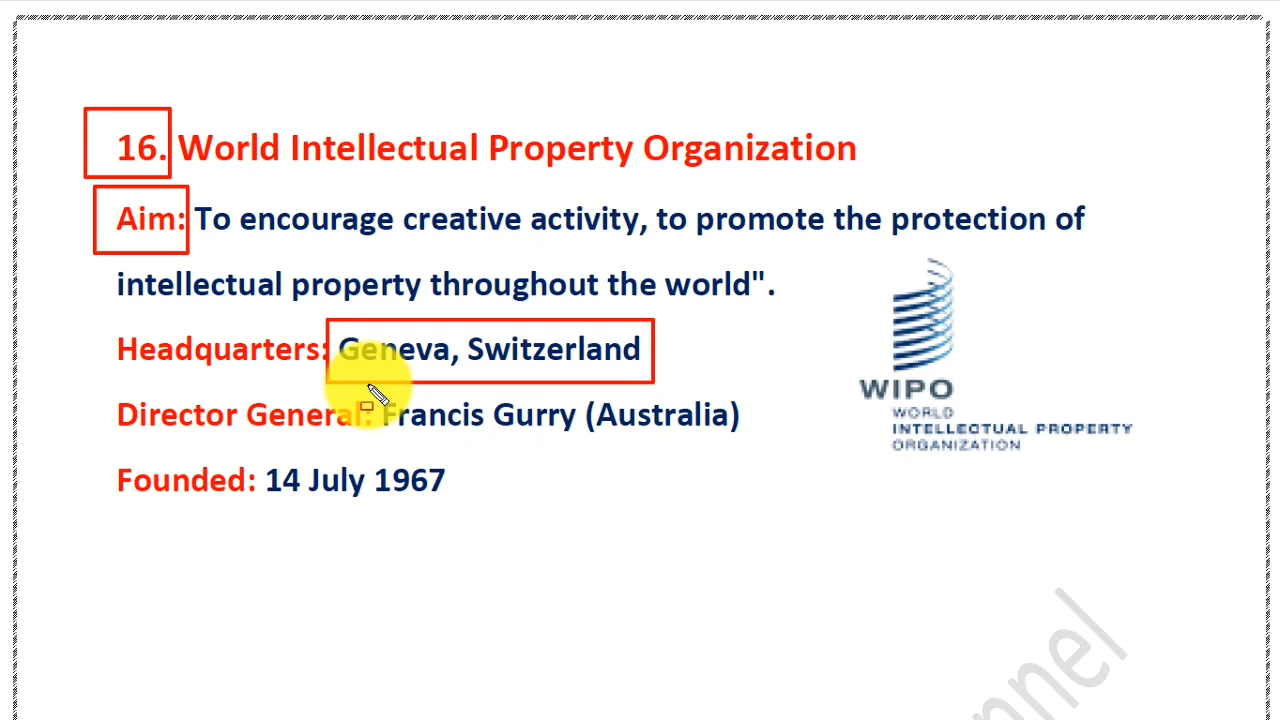 16. World Intellectual Property Organization
Aim: To encourage creative activity, to promote the protection of
intellectual property throughout the world".
Headquarters: Geneva, Switzerland
Director General: Francis Gurry (Australia)
Founded: 14 July 1967
WIPO
WORLD
INTELLECTUAL PROPERTY
ORGANIZATION